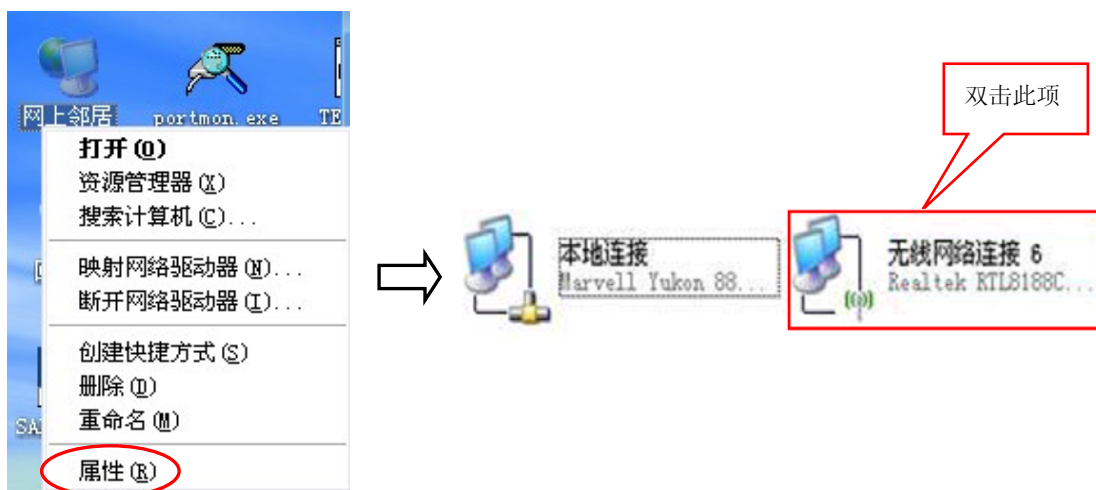 网上邻居
portmon.exe
TE
打开(O)
资源管理器(X)
搜索计算机(C)...
映射网络驱动器(N)...
断开网络驱动器(I)...
创建快捷方式(S)
删除(D)
重命名(M)
SA
属性(R)
本地连接
Marvell Yukon 88...
双击此项
无线网络连接 6
Realtek RTL8188C...